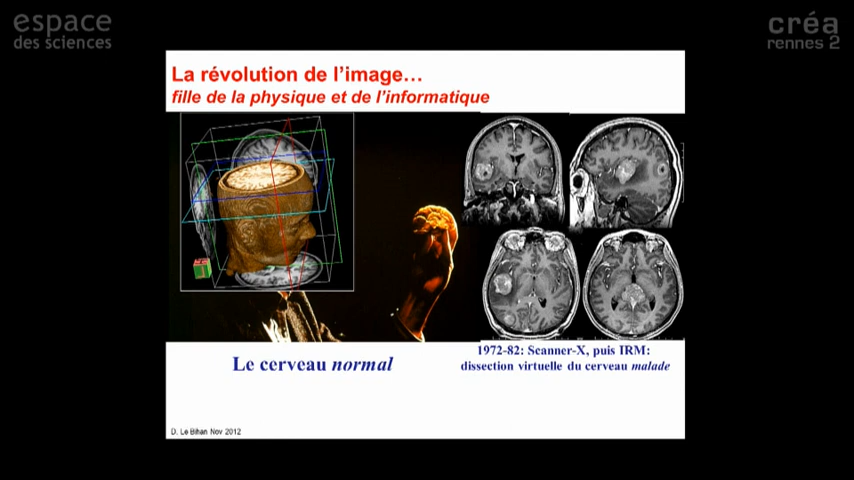 espace
des sciences
créa
rennes 2
La révolution de l'image…
fille de la physique et de l'informatique
Le cerveau normal
1972-82: Scanner-X, puis IRM:
dissection virtuelle du cerveau malade
D. Le Bihan Nov 2012